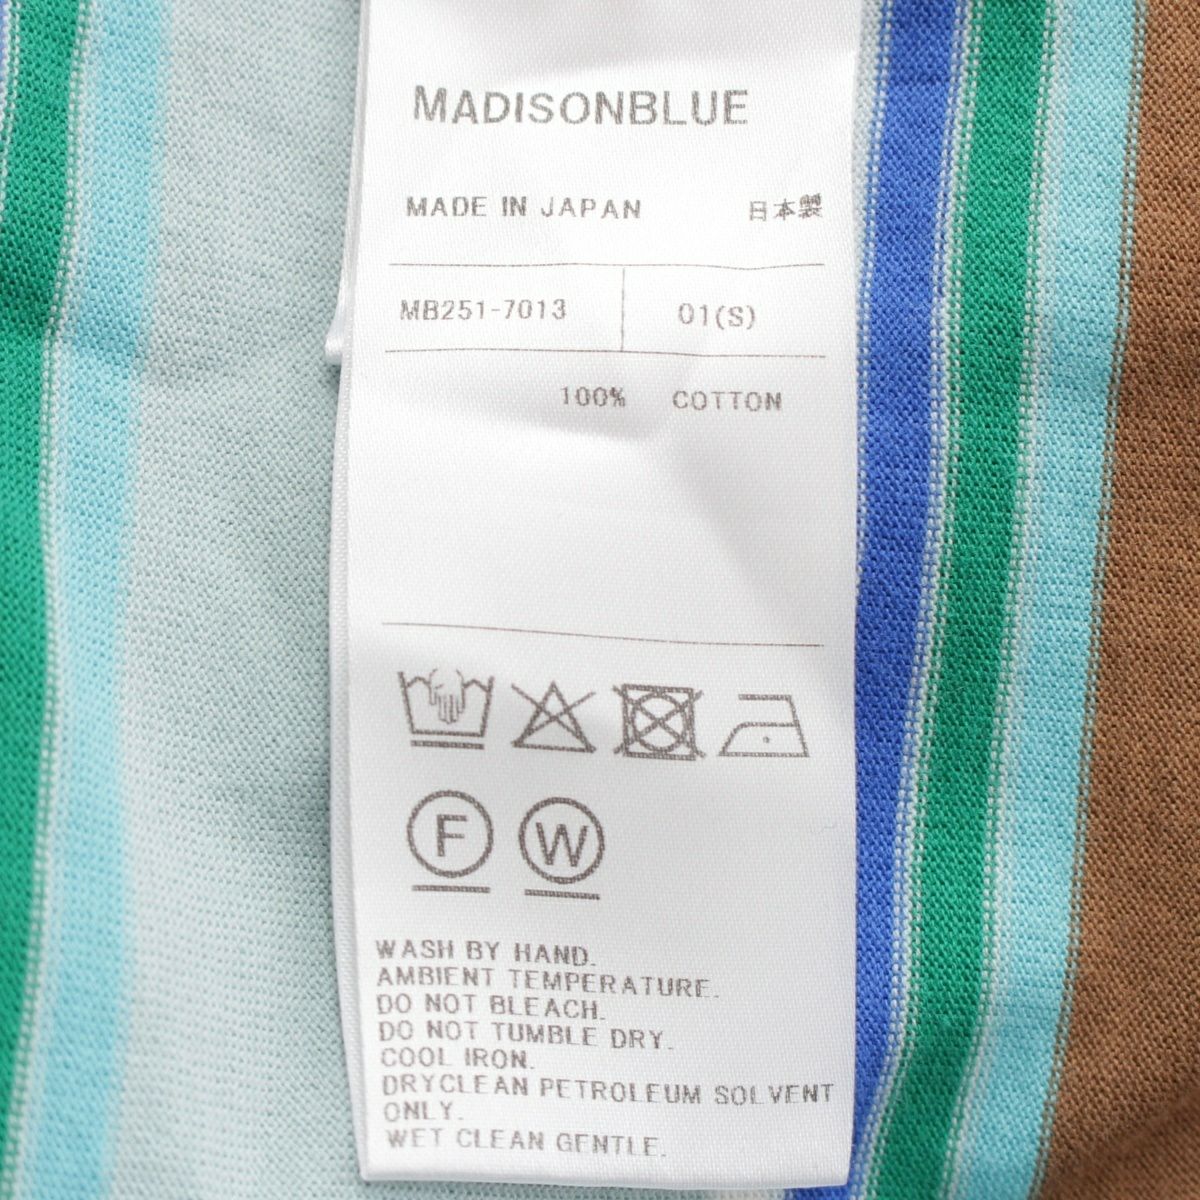 MADISONBLUE
MADE IN JAPAN 日本製
MB251-7013 01(S)
100% COTTON
F W
WASH BY HAND.
AMBIENT TEMPERATURE.
DO NOT BLEACH.
DO NOT TUMBLE DRY.
COOL IRON.
DRYCLEAN PETROLEUM SOLVENT
ONLY.
WET CLEAN GENTLE.